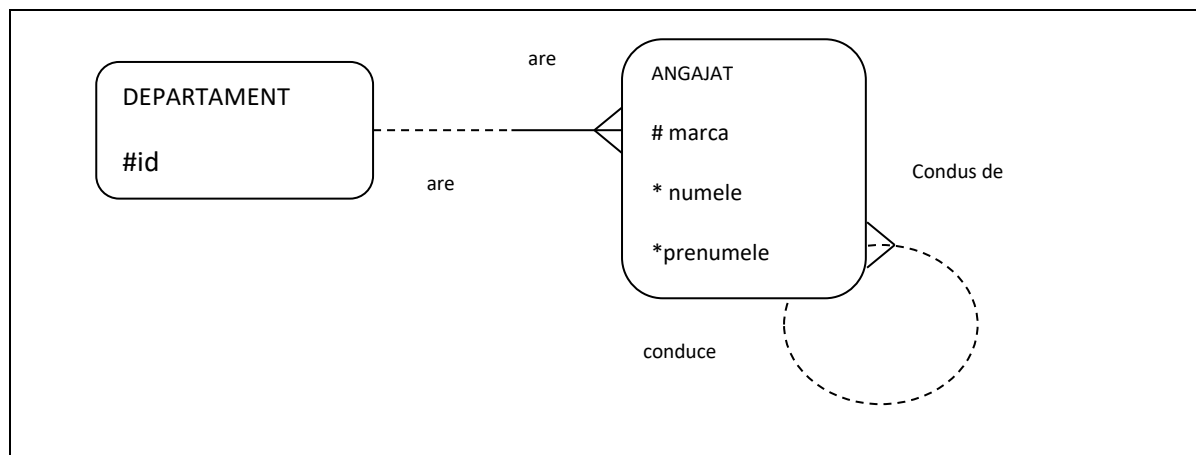 DEPARTAMENT
#id
are
are
ANGAJAT
# marca
* numele
*prenumele
Condus de
conduce